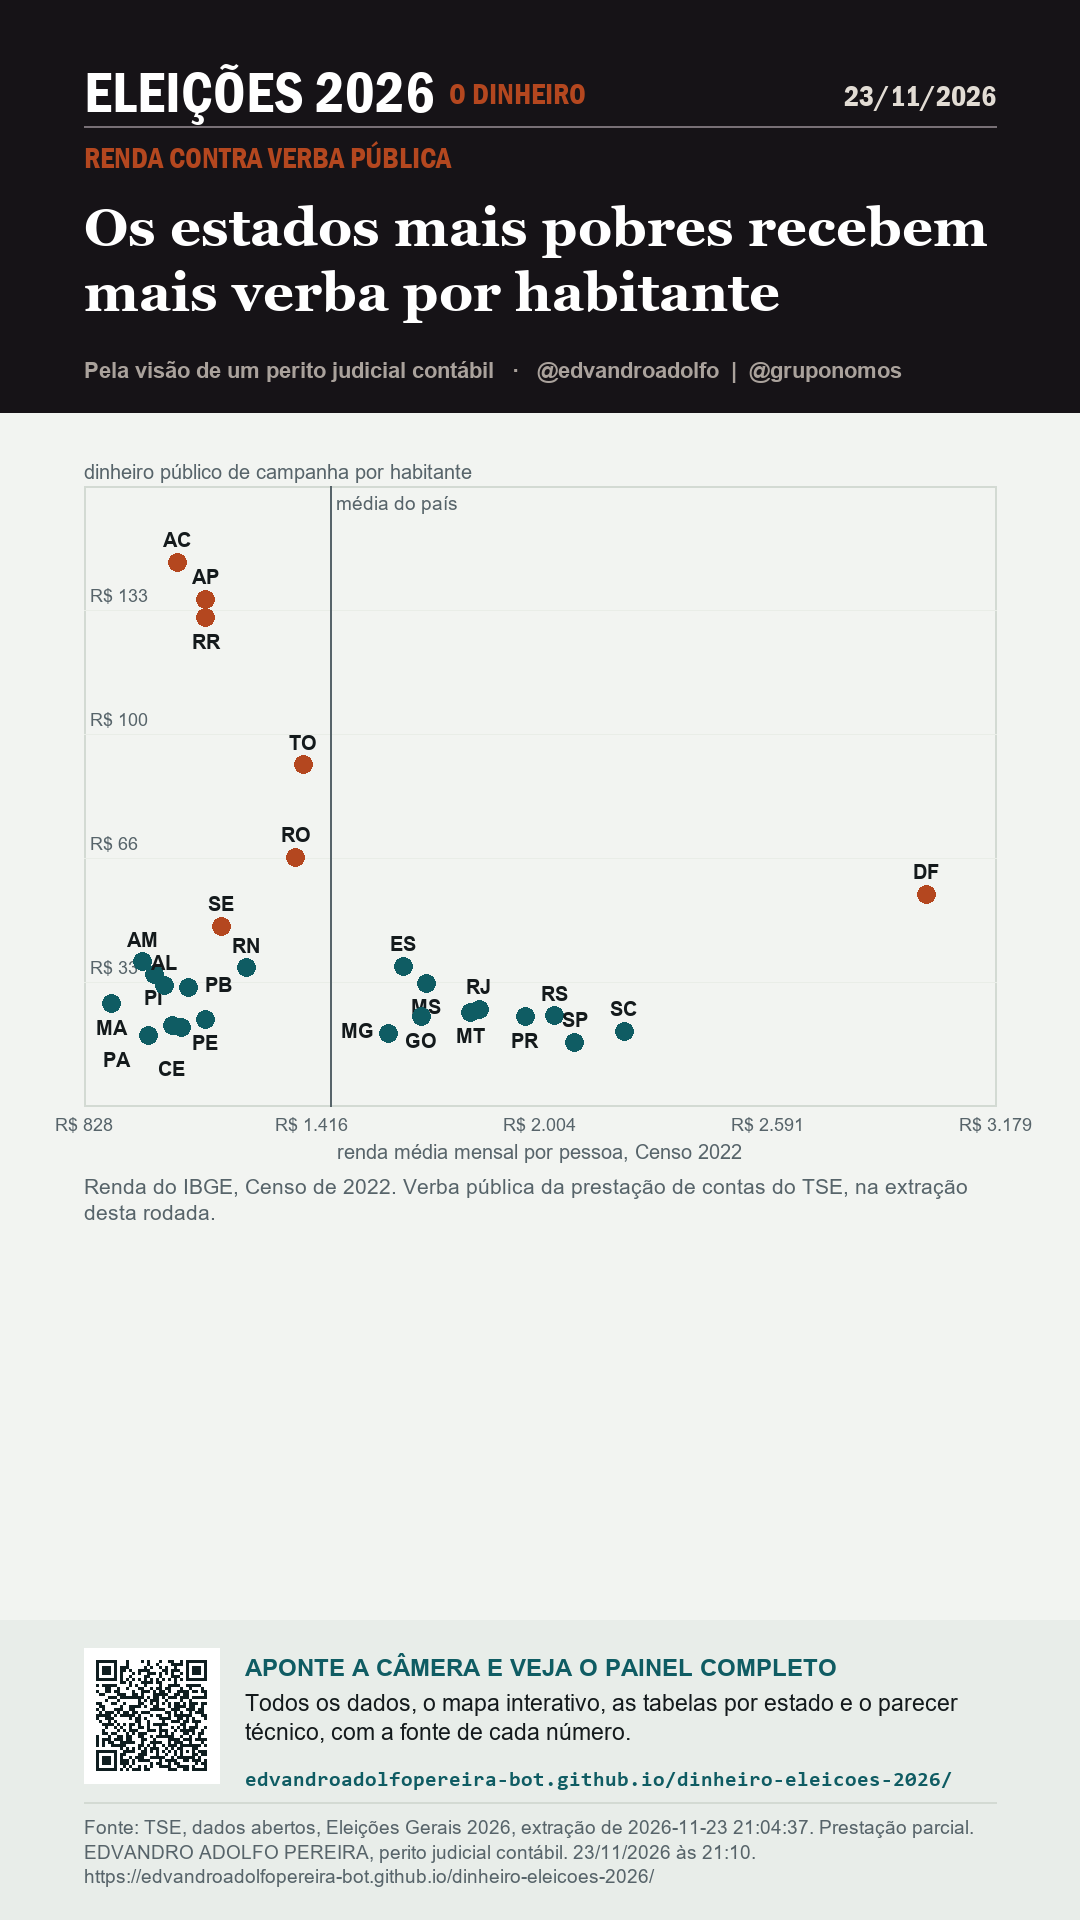 ELEIÇÕES 2026 O DINHEIRO 23/11/2026
RENDA CONTRA VERBA PÚBLICA
Os estados mais pobres recebem
mais verba por habitante
Pela visão de um perito judicial contábil · @edvandroadolfo | @gruponomos
dinheiro público de campanha por habitante
média do país
AC
AP
R$ 133
RR
R$ 100
TO
RO
R$ 66
DF
SE
AM
RN
ES
AL
R$ 33
PB
RJ
PI
RS
MS
SC
SP
MA
MG
GO
MT
PR
PE
PA
CE
R$ 828 R$ 1.416 R$ 2.004 R$ 2.591 R$ 3.179
renda média mensal por pessoa, Censo 2022
Renda do IBGE, Censo de 2022. Verba pública da prestação de contas do TSE, na extração
desta rodada.
APONTE A CÂMERA E VEJA O PAINEL COMPLETO
Todos os dados, o mapa interativo, as tabelas por estado e o parecer
técnico, com a fonte de cada número.
edvandroadolfopereira-bot.github.io/dinheiro-eleicoes-2026/
Fonte: TSE, dados abertos, Eleições Gerais 2026, extração de 2026-11-23 21:04:37. Prestação parcial.
EDVANDRO ADOLFO PEREIRA, perito judicial contábil. 23/11/2026 às 21:10.
https://edvandroadolfopereira-bot.github.io/dinheiro-eleicoes-2026/